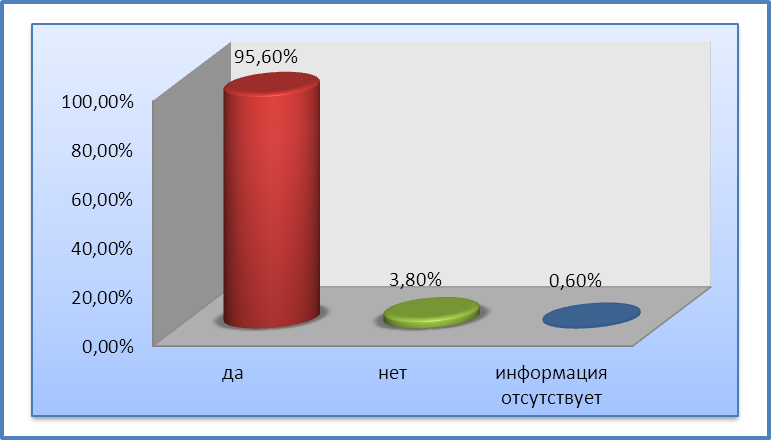 95,60%
100,00%
80,00%
60,00%
40,00%
3,80%
0,60%
20,00%
0,00%
да
нет
информация
отсутствует